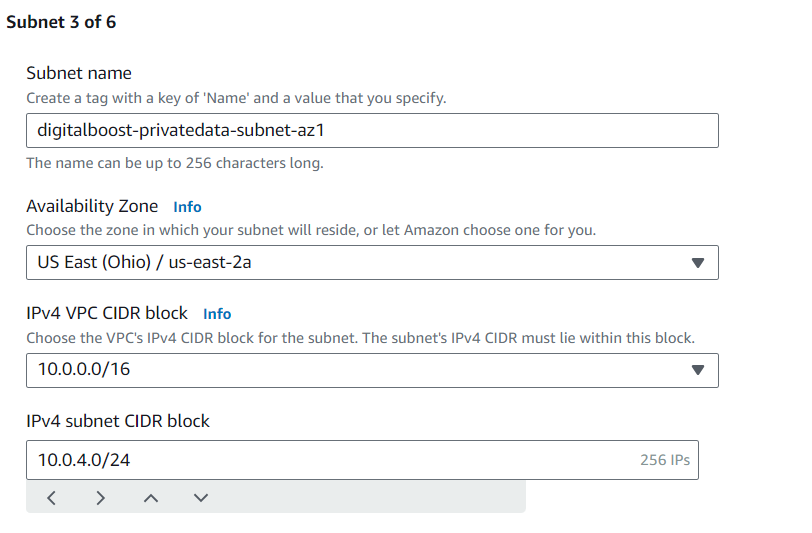 Subnet 3 of 6
Subnet name
Create a tag with a key of 'Name' and a value that you specify.
digitalboost-privatedata-subnet-az1
The name can be up to 256 characters long.
Availability Zone Info
Choose the zone in which your subnet will reside, or let Amazon choose one for you.
US East (Ohio) / us-east-2a
IPv4 VPC CIDR block Info
Choose the VPC's IPv4 CIDR block for the subnet. The subnet's IPv4 CIDR must lie within this block.
10.0.0.0/16
IPv4 subnet CIDR block
10.0.4.0/24 256 IPs